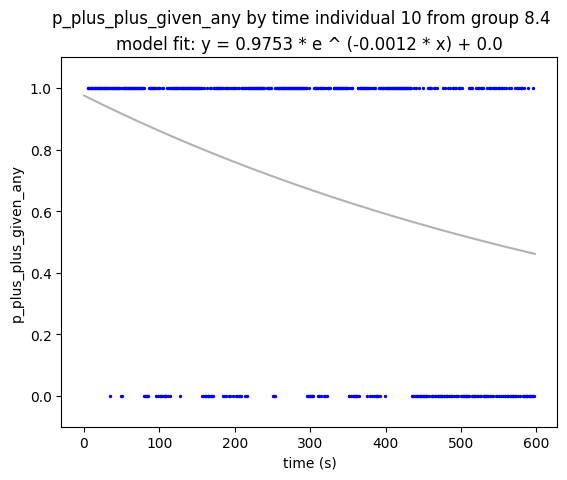 p_plus_plus_given_any by time individual 10 from group 8.4
model fit: y = 0.9753 * e ^ (-0.0012 * x) + 0.0
1.0
0.8
0.6
0.4
0.2
0.0
p_plus_plus_given_any
0 100 200 300 400 500 600
time (s)